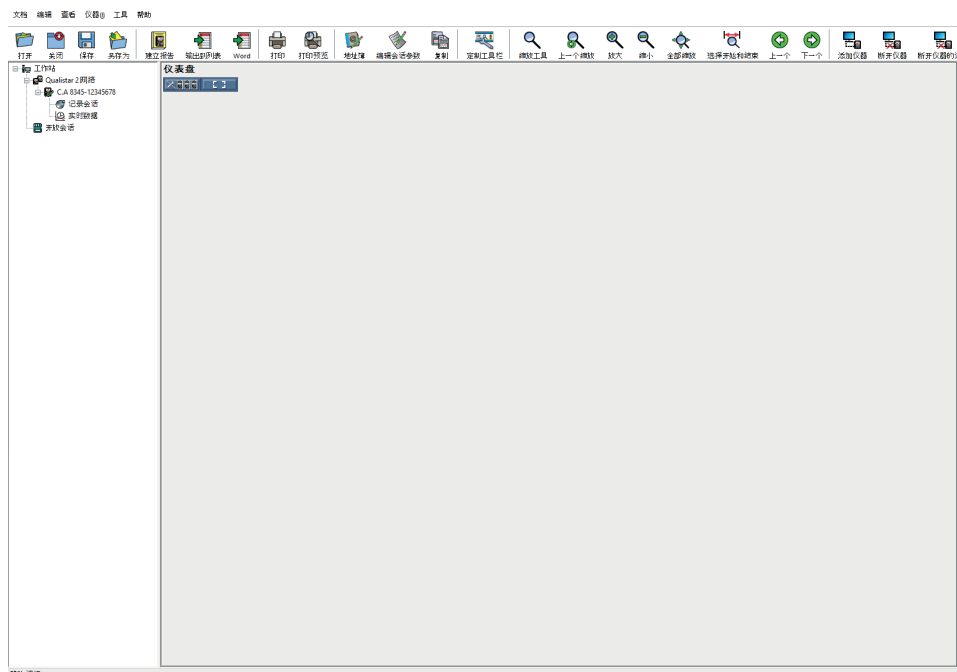 文档 编辑 查看 仪器(I) 工具 帮助
打开 关闭 保存 另存为 建立报告 输出到列表 Word 打印 打印预览 地址簿 编辑会话参数 复制 定制工具栏 缩放工具 上一个缩放 放大 缩小 全部缩放 选择开始和结束 上一个 下一个 添加仪器 断开仪器 断开仪器的
工作站
Qualistar 2网络
C.A 8345-12345678
记录会话
实时数据
开放会话
仪表盘